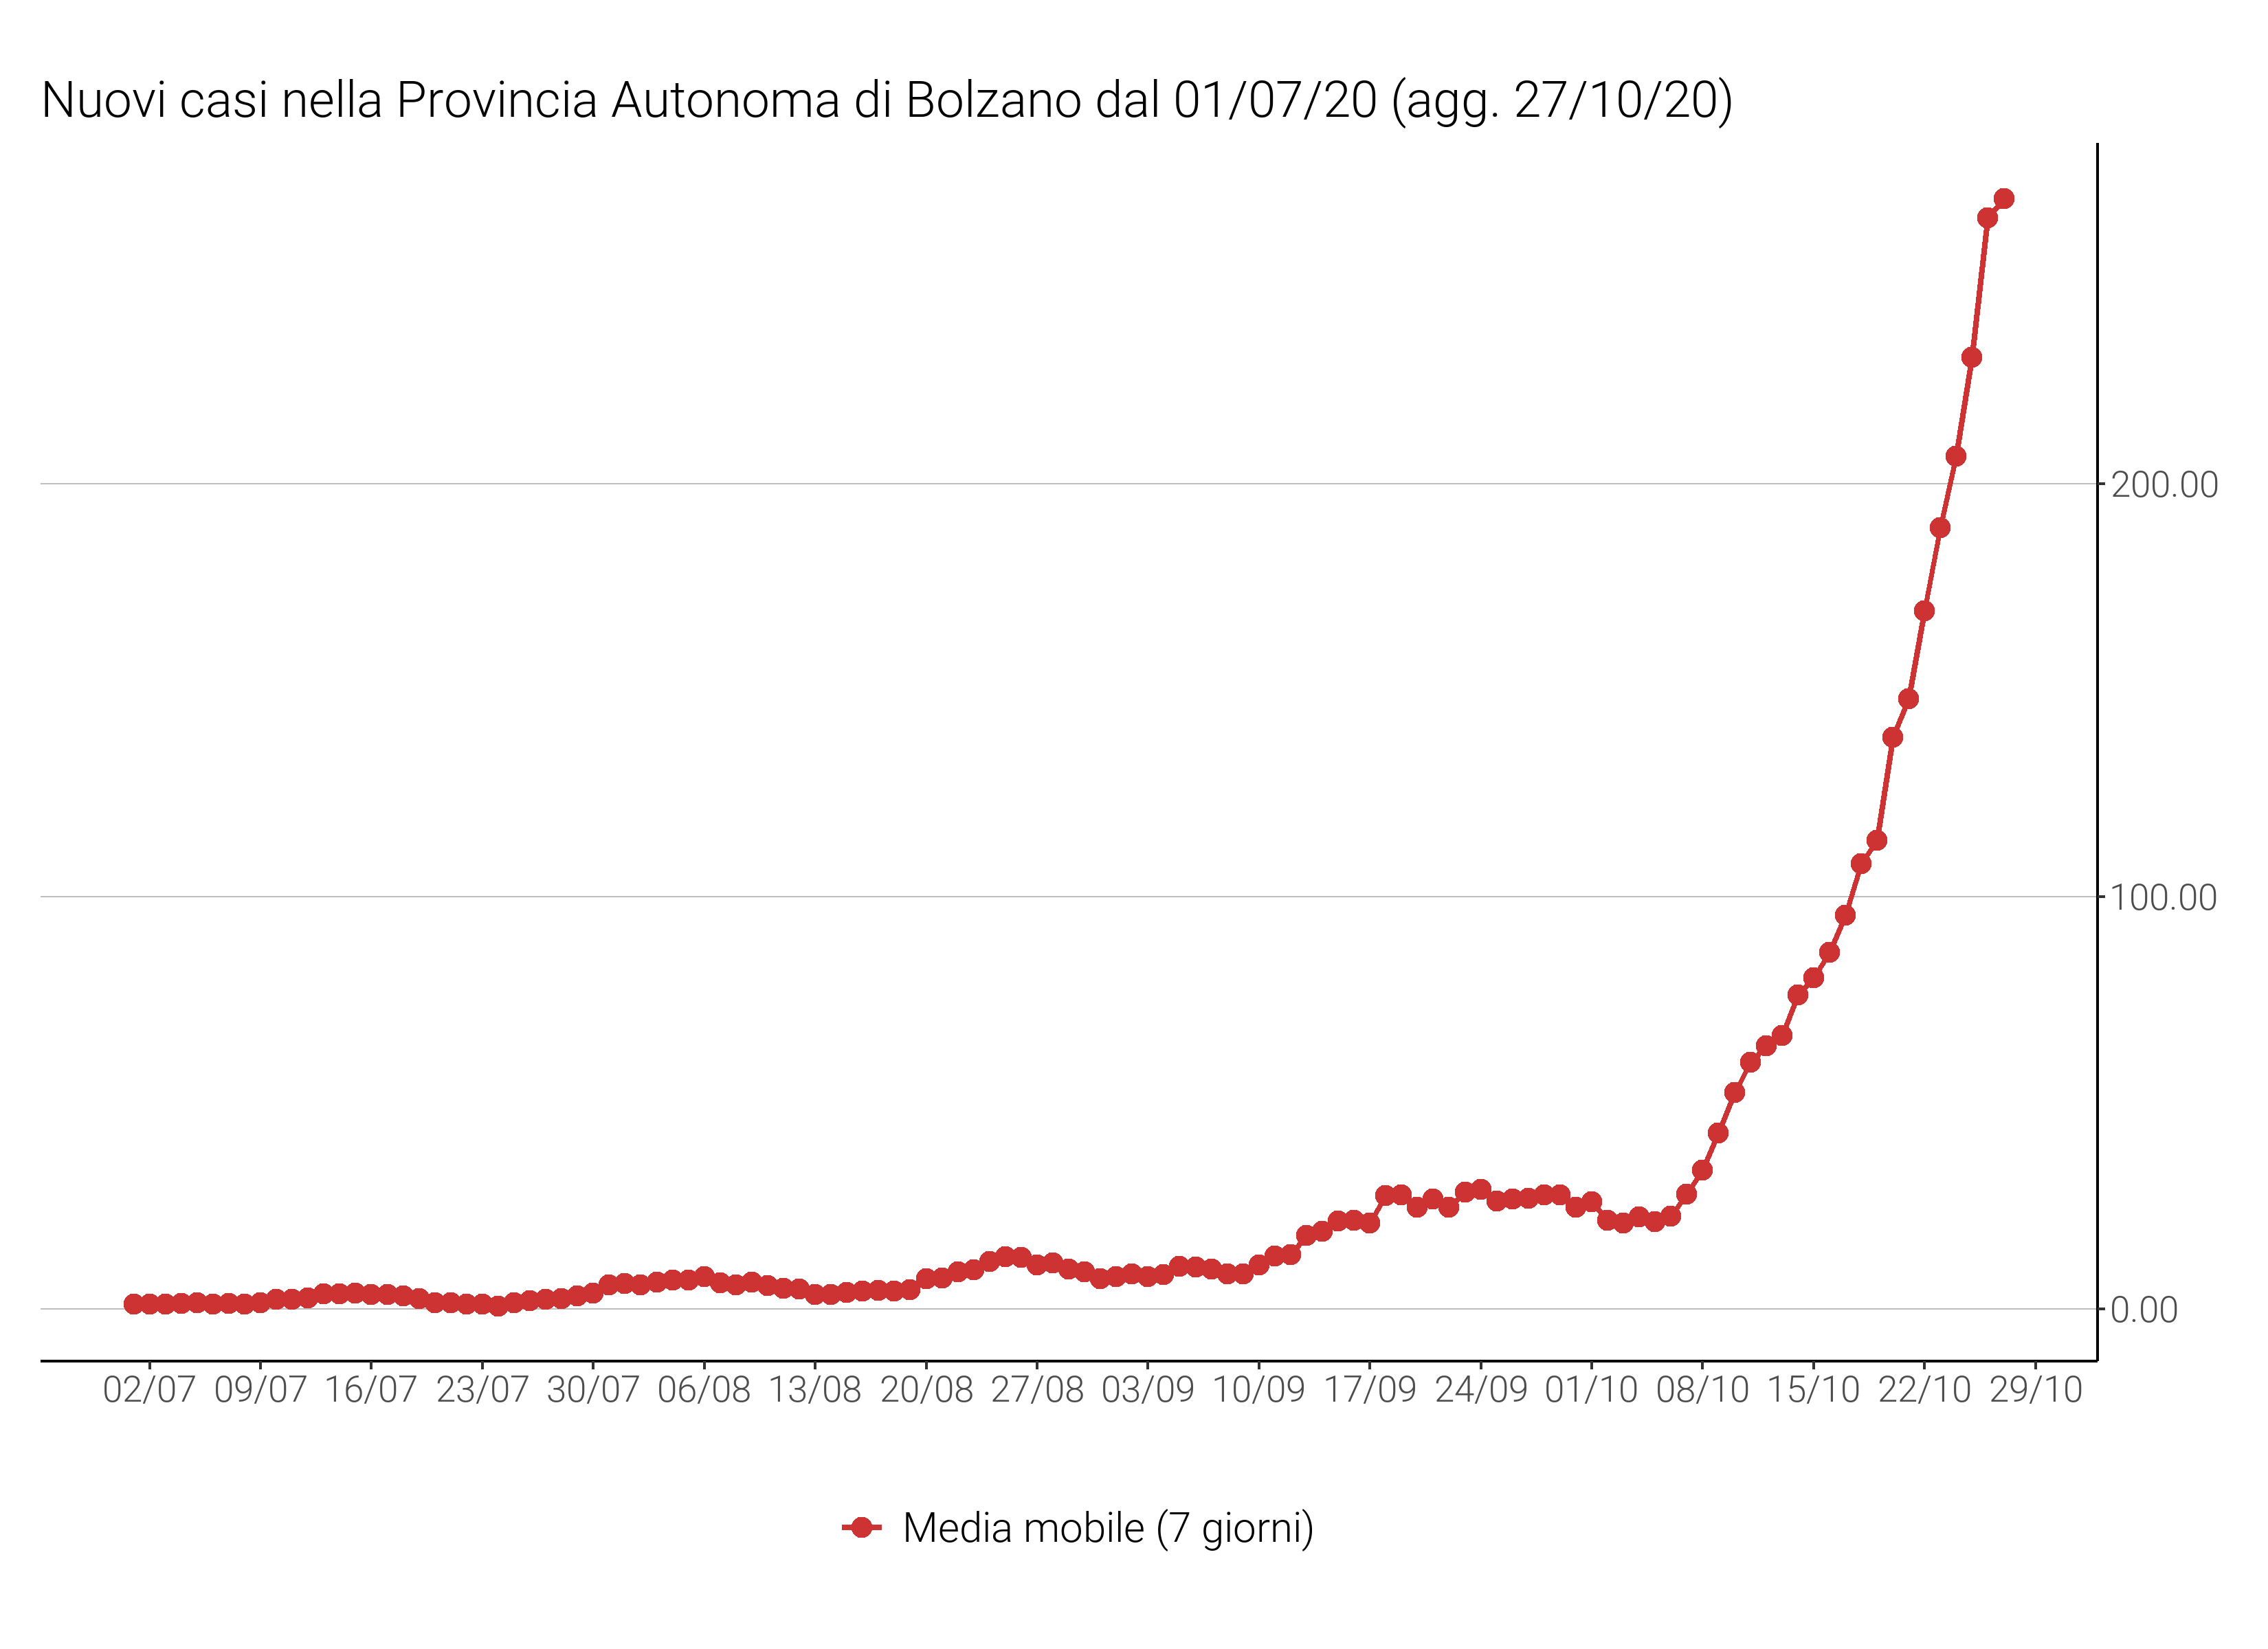 Nuovi casi nella Provincia Autonoma di Bolzano dal 01/07/20 (agg. 27/10/20)
200.00
100.00
0.00
02/07 09/07 16/07 23/07 30/07 06/08 13/08 20/08 27/08 03/09 10/09 17/09 24/09 01/10 08/10 15/10 22/10 29/10
Media mobile (7 giorni)